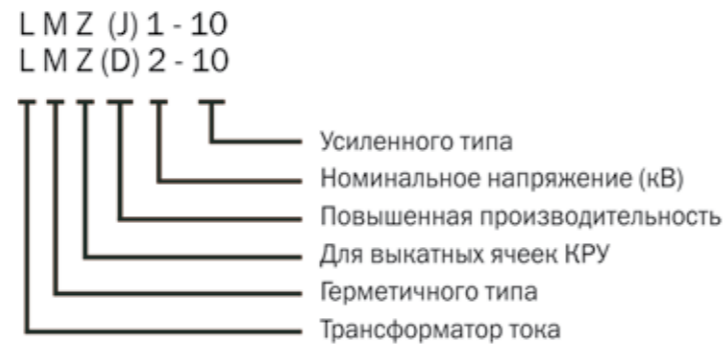 L M Z (J) 1 - 10
L M Z (D) 2 - 10
Усиленного типа
Номинальное напряжение (кВ)
Повышенная производительность
Для выкатных ячеек КРУ
Герметичного типа
Трансформатор тока